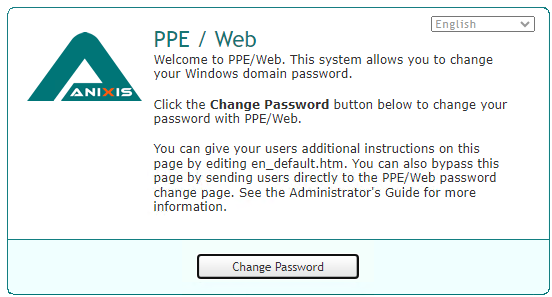 English
PPE / Web
Welcome to PPE/Web. This system allows you to change
your Windows domain password.
ANIXIS
Click the Change Password button below to change your
password with PPE/Web.
You can give your users additional instructions on this
page by editing en_default.htm. You can also bypass this
page by sending users directly to the PPE/Web password
change page. See the Administrator's Guide for more
information.
Change Password